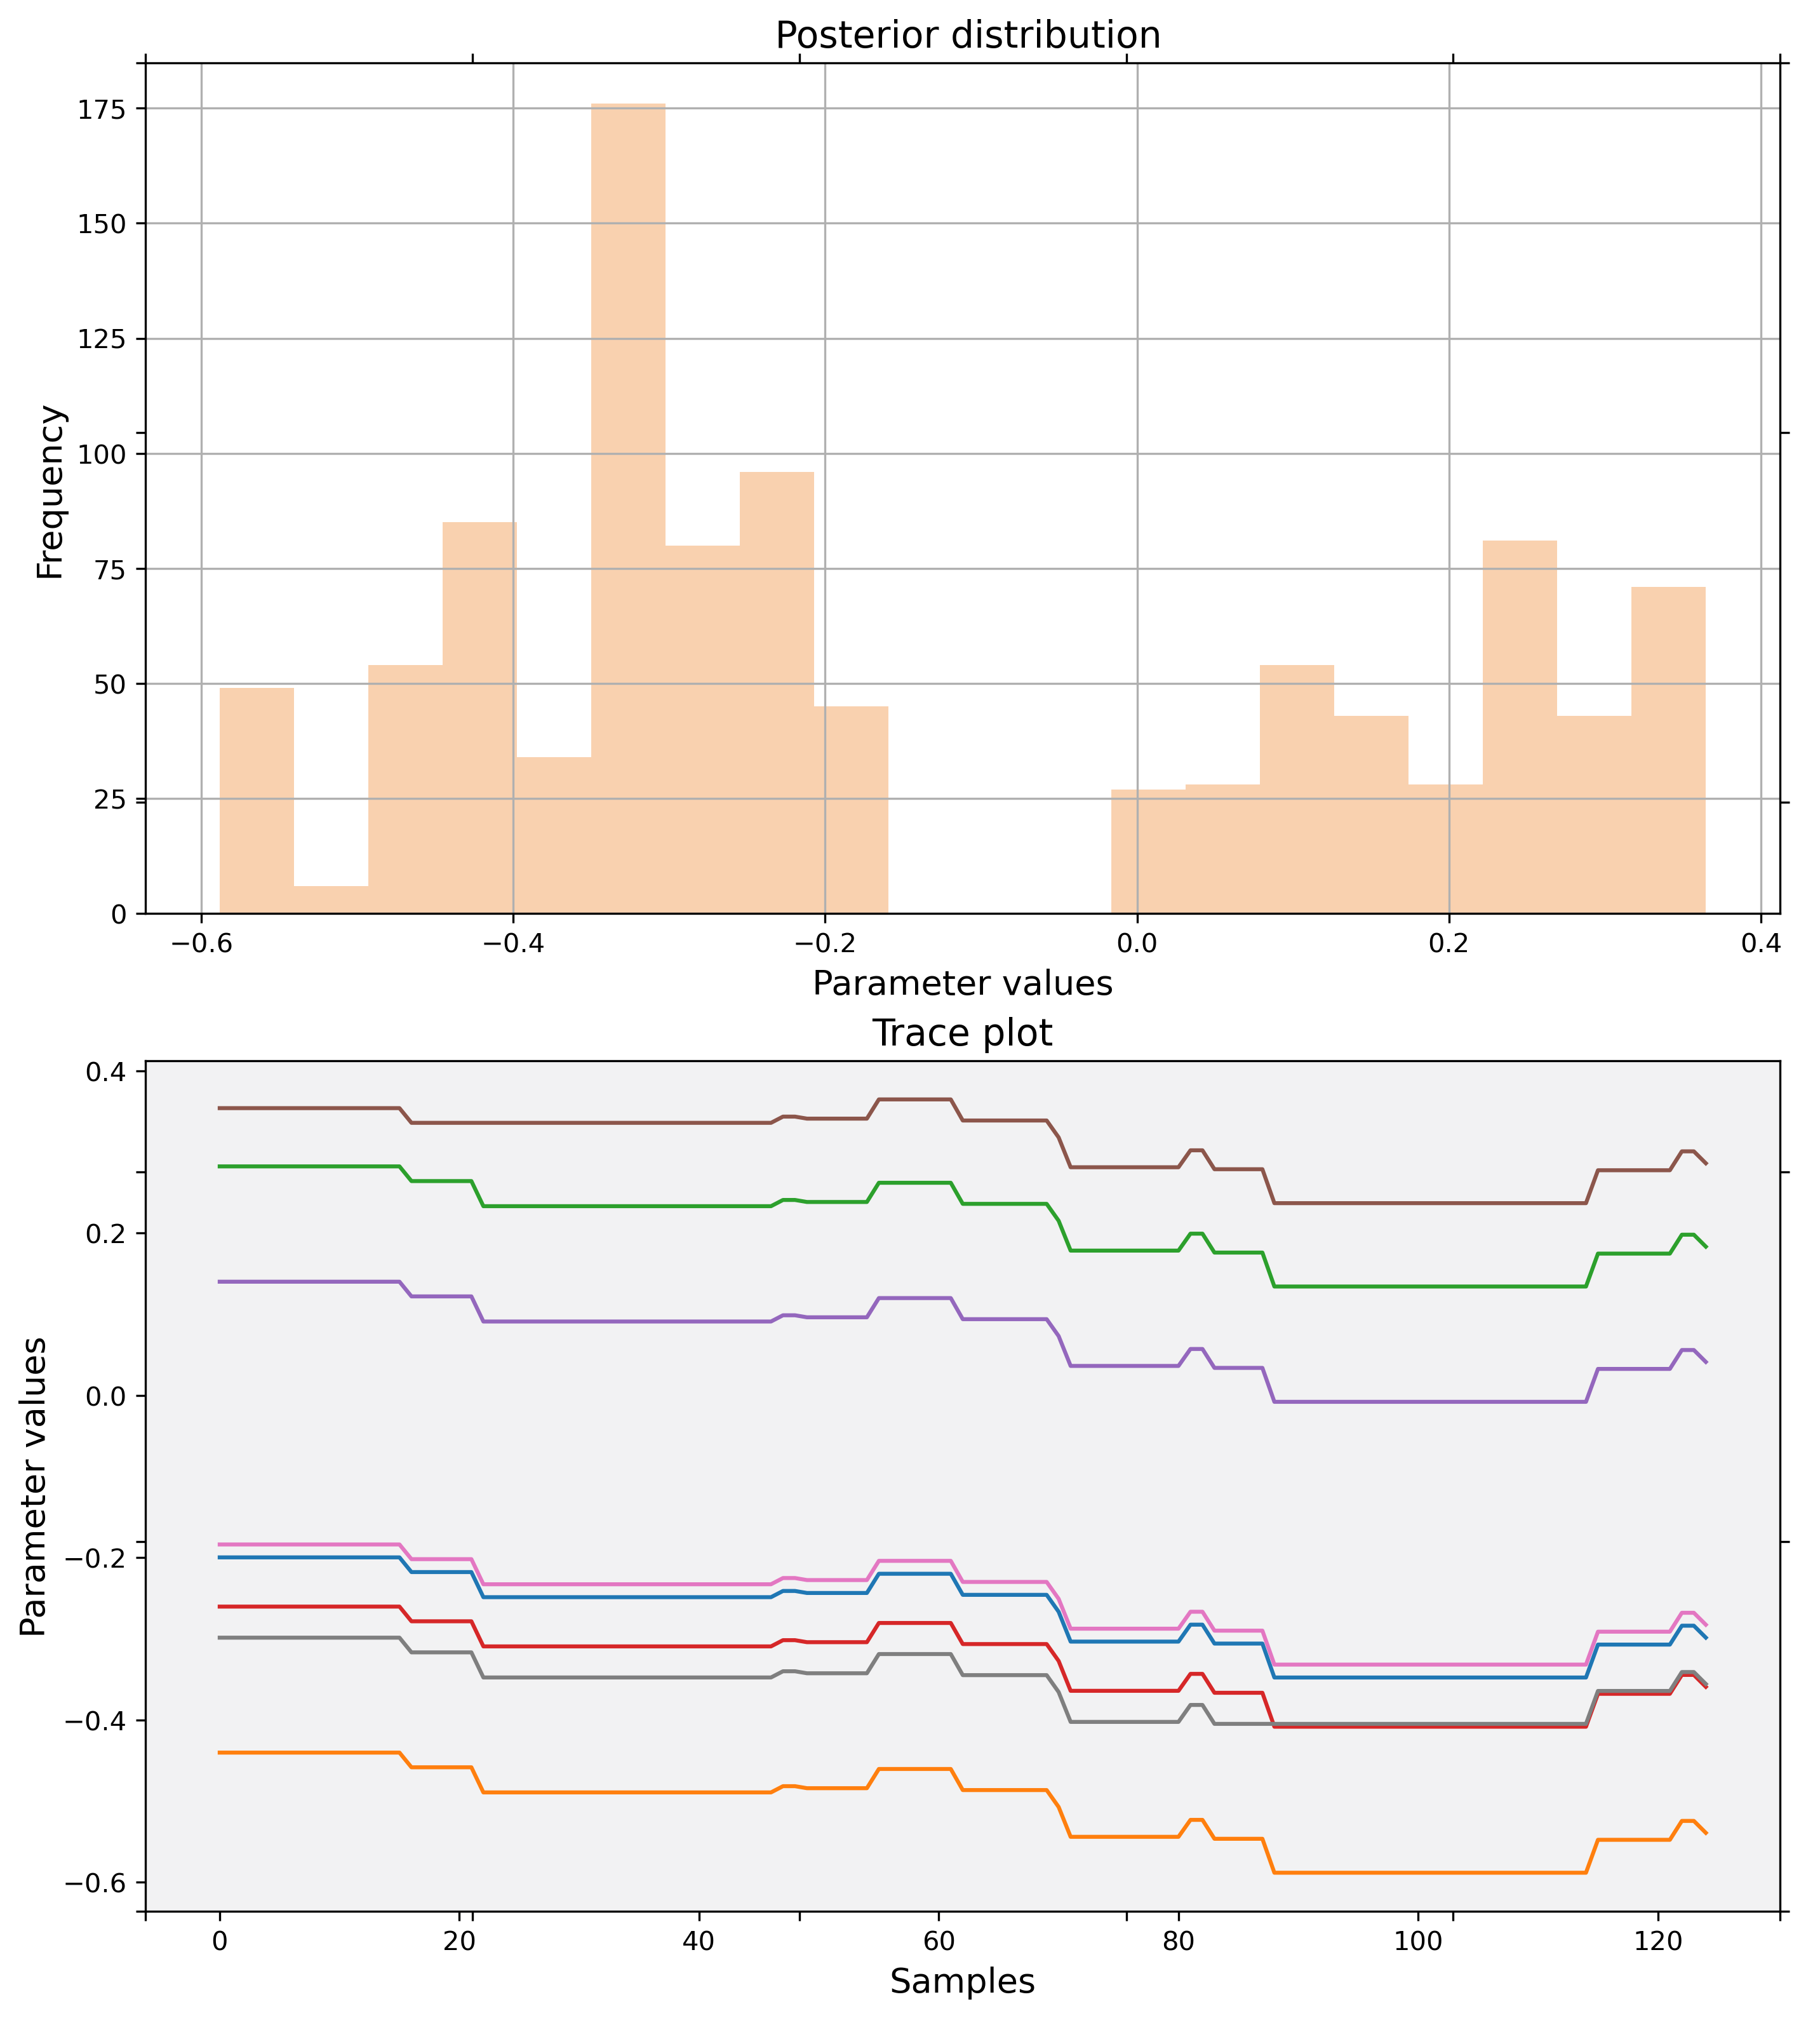 Posterior distribution
175
150
125
100
75
50
25
0
Frequency
−0.6 −0.4 −0.2 0.0 0.2 0.4
Parameter values
Trace plot
0.4
0.2
0.0
−0.2
−0.4
−0.6
Parameter values
0 20 40 60 80 100 120
Samples